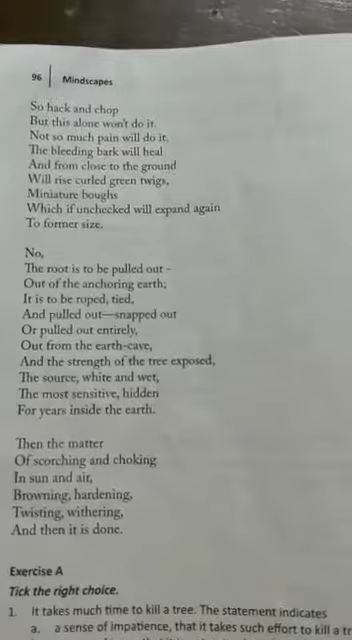 96 | Mindscapes
So hack and chop
But this alone won't do it.
Not so much pain will do it.
The bleeding bark will heal
And from close to the ground
Will rise curled green twigs,
Miniature boughs
Which if unchecked will expand again
To former size.
No,
The root is to be pulled out –
Out of the anchoring earth;
It is to be roped, tied,
And pulled out—snapped out
Or pulled out entirely,
Out from the earth-cave,
And the strength of the tree exposed,
The source, white and wet,
The most sensitive, hidden
For years inside the earth.
Then the matter
Of scorching and choking
In sun and air,
Browning, hardening,
Twisting, withering,
And then it is done.
Exercise A
Tick the right choice.
1. It takes much time to kill a tree. The statement indicates
a. a sense of impatience, that it takes such effort to kill a